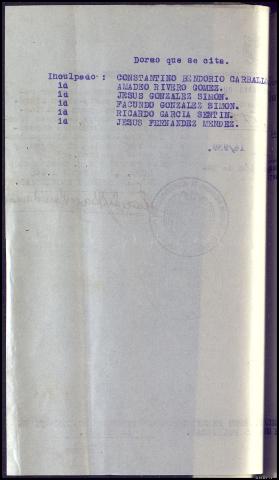 Dorso que se cita.
Inculpado: CONSTANTINO BENDORIO CARBALL
id AMADEO RIVERO GOMEZ.
id JESUS GONZALEZ SIMON.
id FACUNDO GONZALEZ SIMON.
id RICARDO GARCIA SENTIN.
id JESUS FERNANDEZ MENDEZ.